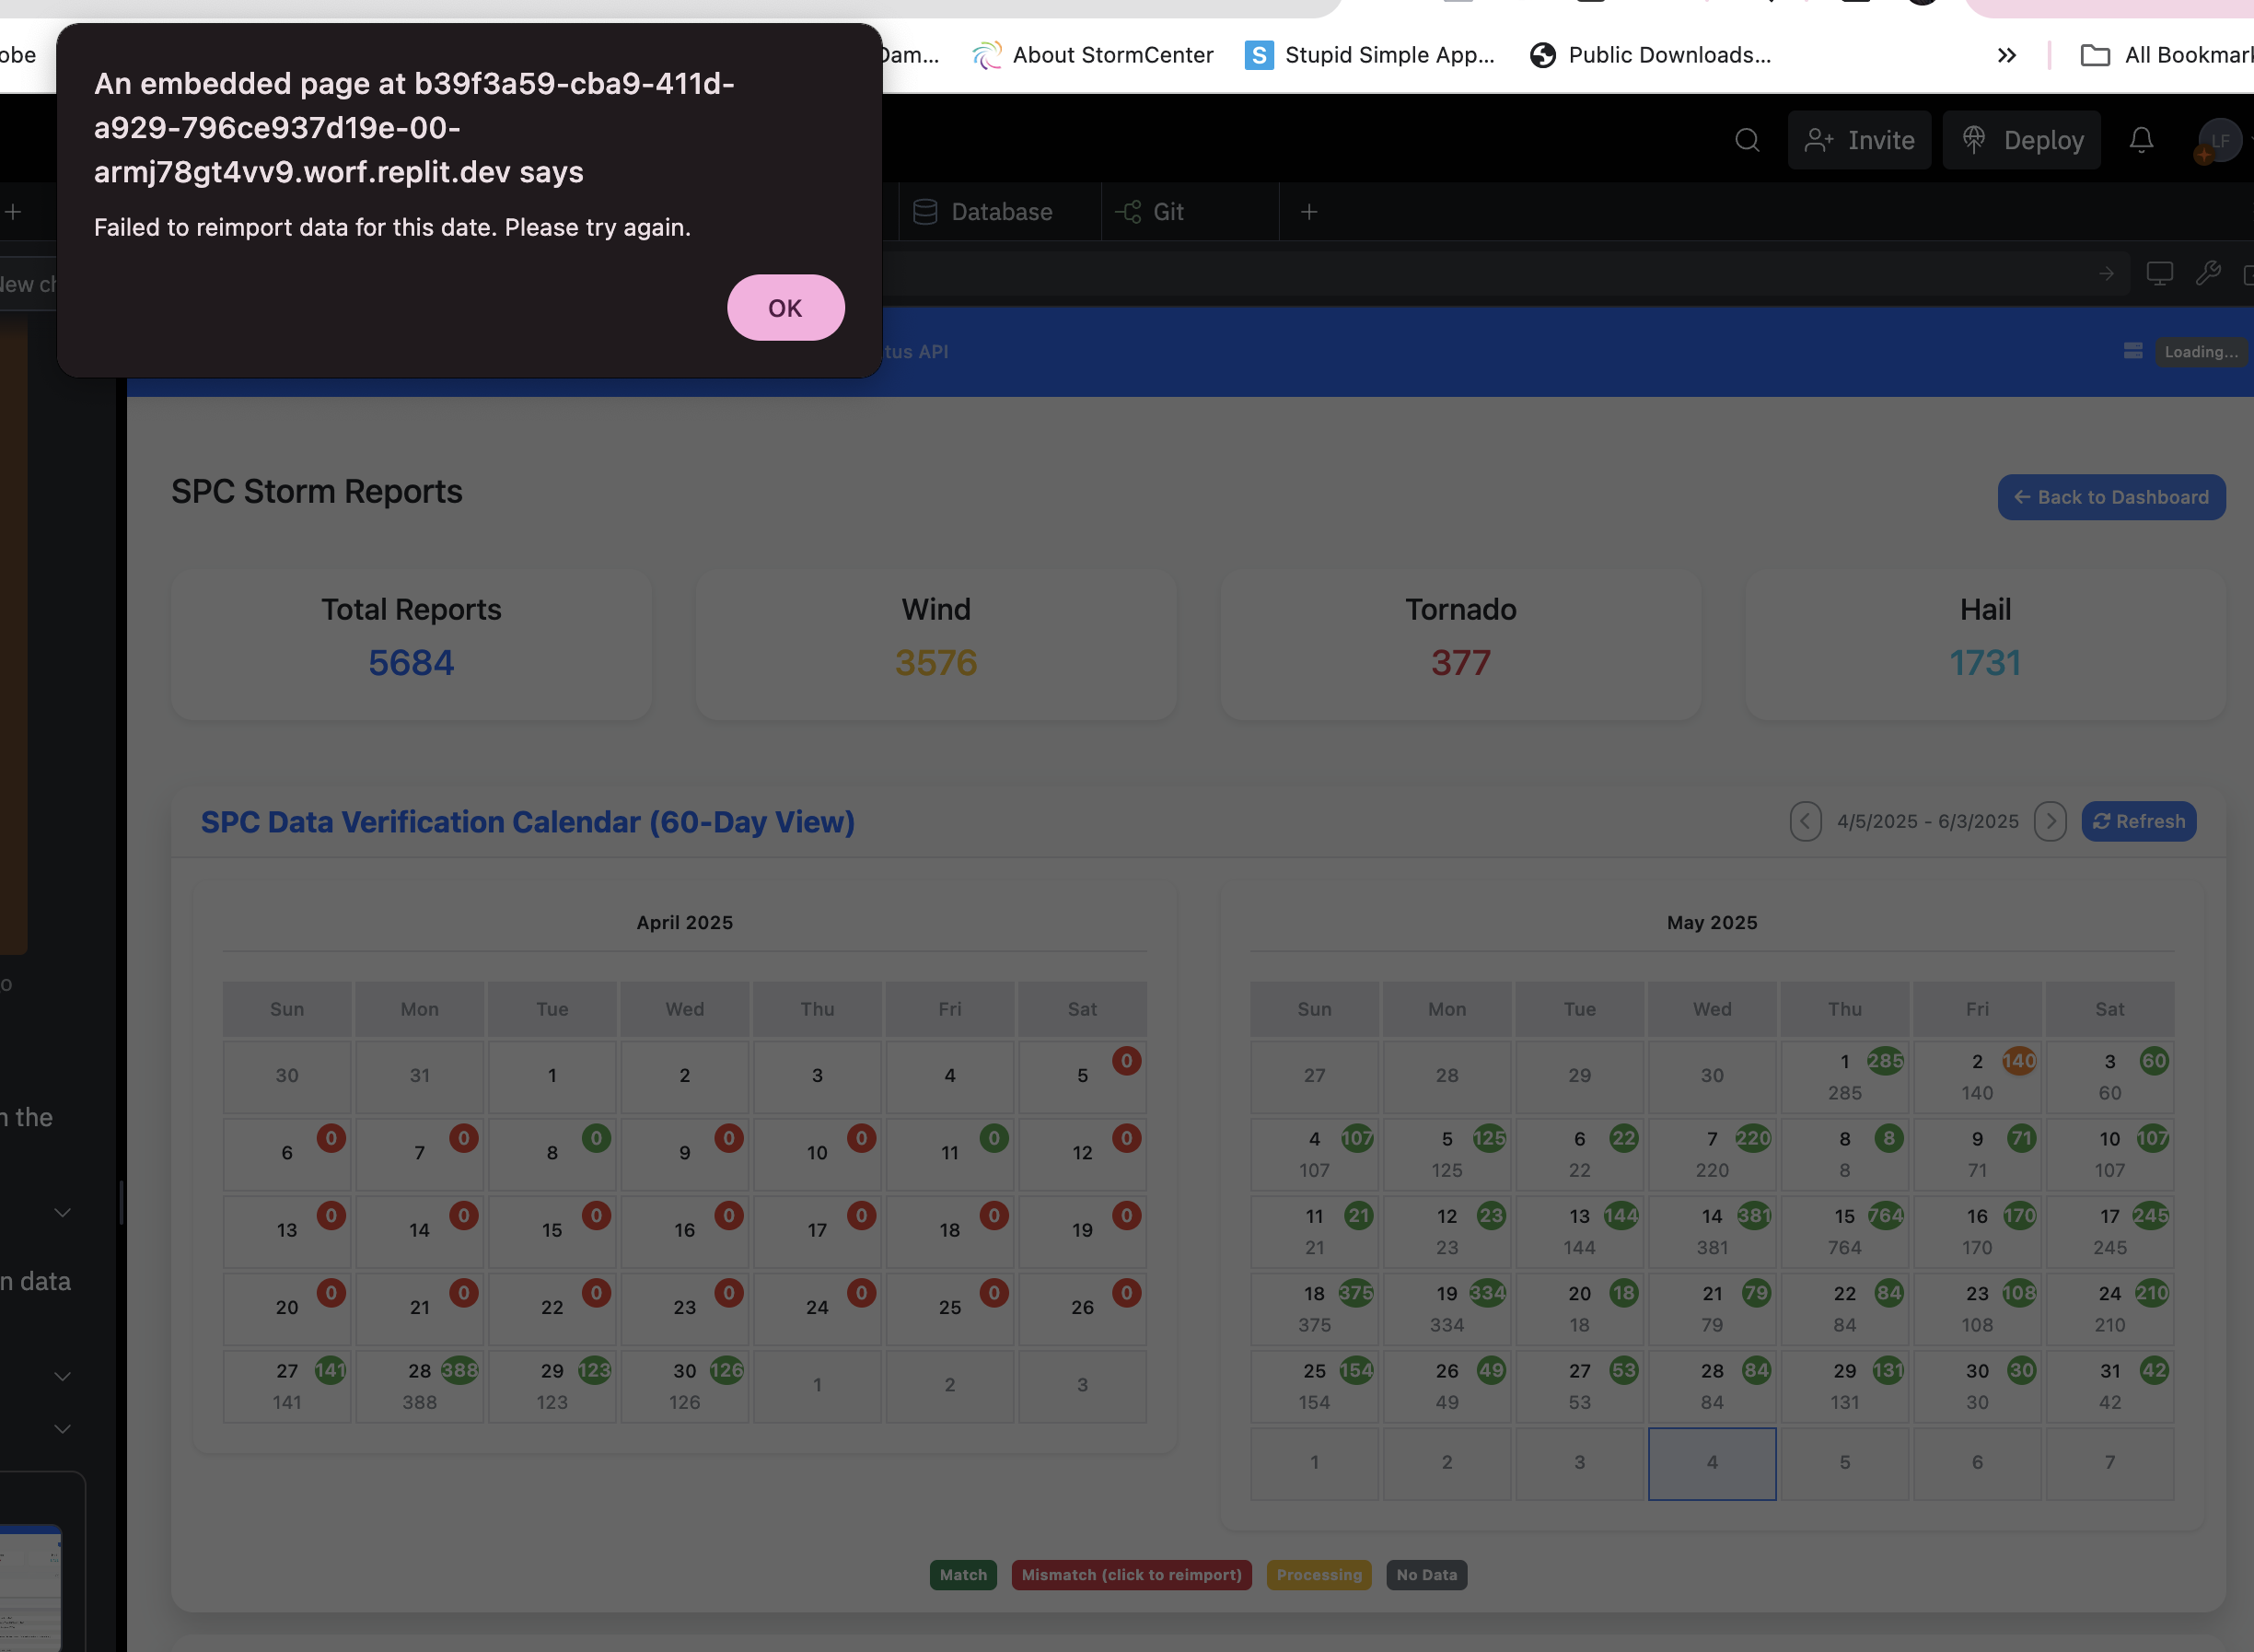 obe
Dam...
About StormCenter
S
Stupid Simple App...
Public Downloads...
All Bookmark
An embedded page at b39f3a59-cba9-411d-
a929-796ce937d19e-00-
armj78gt4vv9.worf.replit.dev says
Failed to reimport data for this date. Please try again.
OK
Invite
Deploy
LF
Database
Git
New ch
tus API
Loading...
SPC Storm Reports
Back to Dashboard
Total Reports
5684
Wind
3576
Tornado
377
Hail
1731
SPC Data Verification Calendar (60-Day View)
4/5/2025 - 6/3/2025
Refresh
o
n the
n data
April 2025
Sun Mon Tue Wed Thu Fri Sat
30 31 1 2 3 4 5 0
6 0 7 0 8 0 9 0 10 0 11 0 12 0
13 0 14 0 15 0 16 0 17 0 18 0 19 0
20 0 21 0 22 0 23 0 24 0 25 0 26 0
27 141 28 388 29 123 30 126 1 2 3
141 388 123 126
May 2025
Sun Mon Tue Wed Thu Fri Sat
27 28 29 30 1 285 2 140 3 60
285 140 60
4 107 5 125 6 22 7 220 8 8 9 71 10 107
107 125 22 220 8 71 107
11 21 12 23 13 144 14 381 15 764 16 170 17 245
21 23 144 381 764 170 245
18 375 19 334 20 18 21 79 22 84 23 108 24 210
375 334 18 79 84 108 210
25 154 26 49 27 53 28 84 29 131 30 30 31 42
154 49 53 84 131 30 42
1 2 3 4 5 6 7
Match
Mismatch (click to reimport)
Processing
No Data